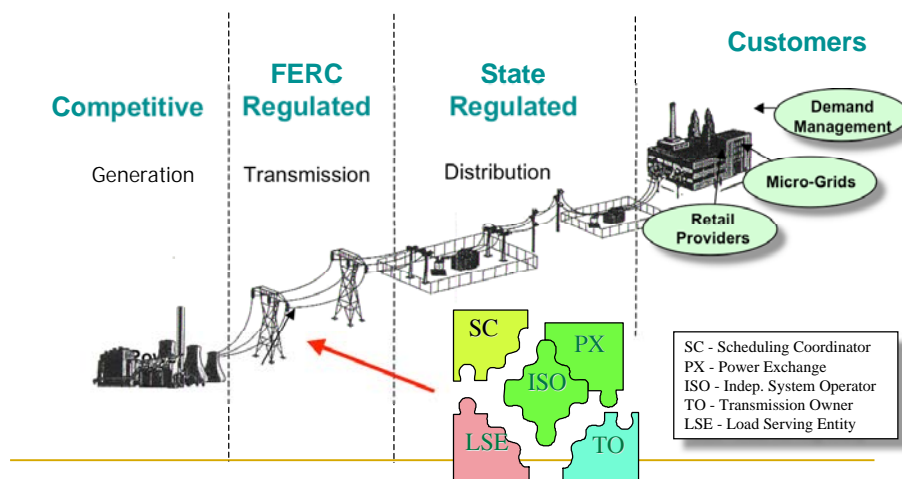 Customers
FERC
Regulated
State
Regulated
Competitive
Demand
Management
Generation
Transmission
Distribution
Micro-Grids
Retail
Providers
SC
PX
ISO
LSE
TO
SC - Scheduling Coordinator
PX - Power Exchange
ISO - Indep. System Operator
TO - Transmission Owner
LSE - Load Serving Entity